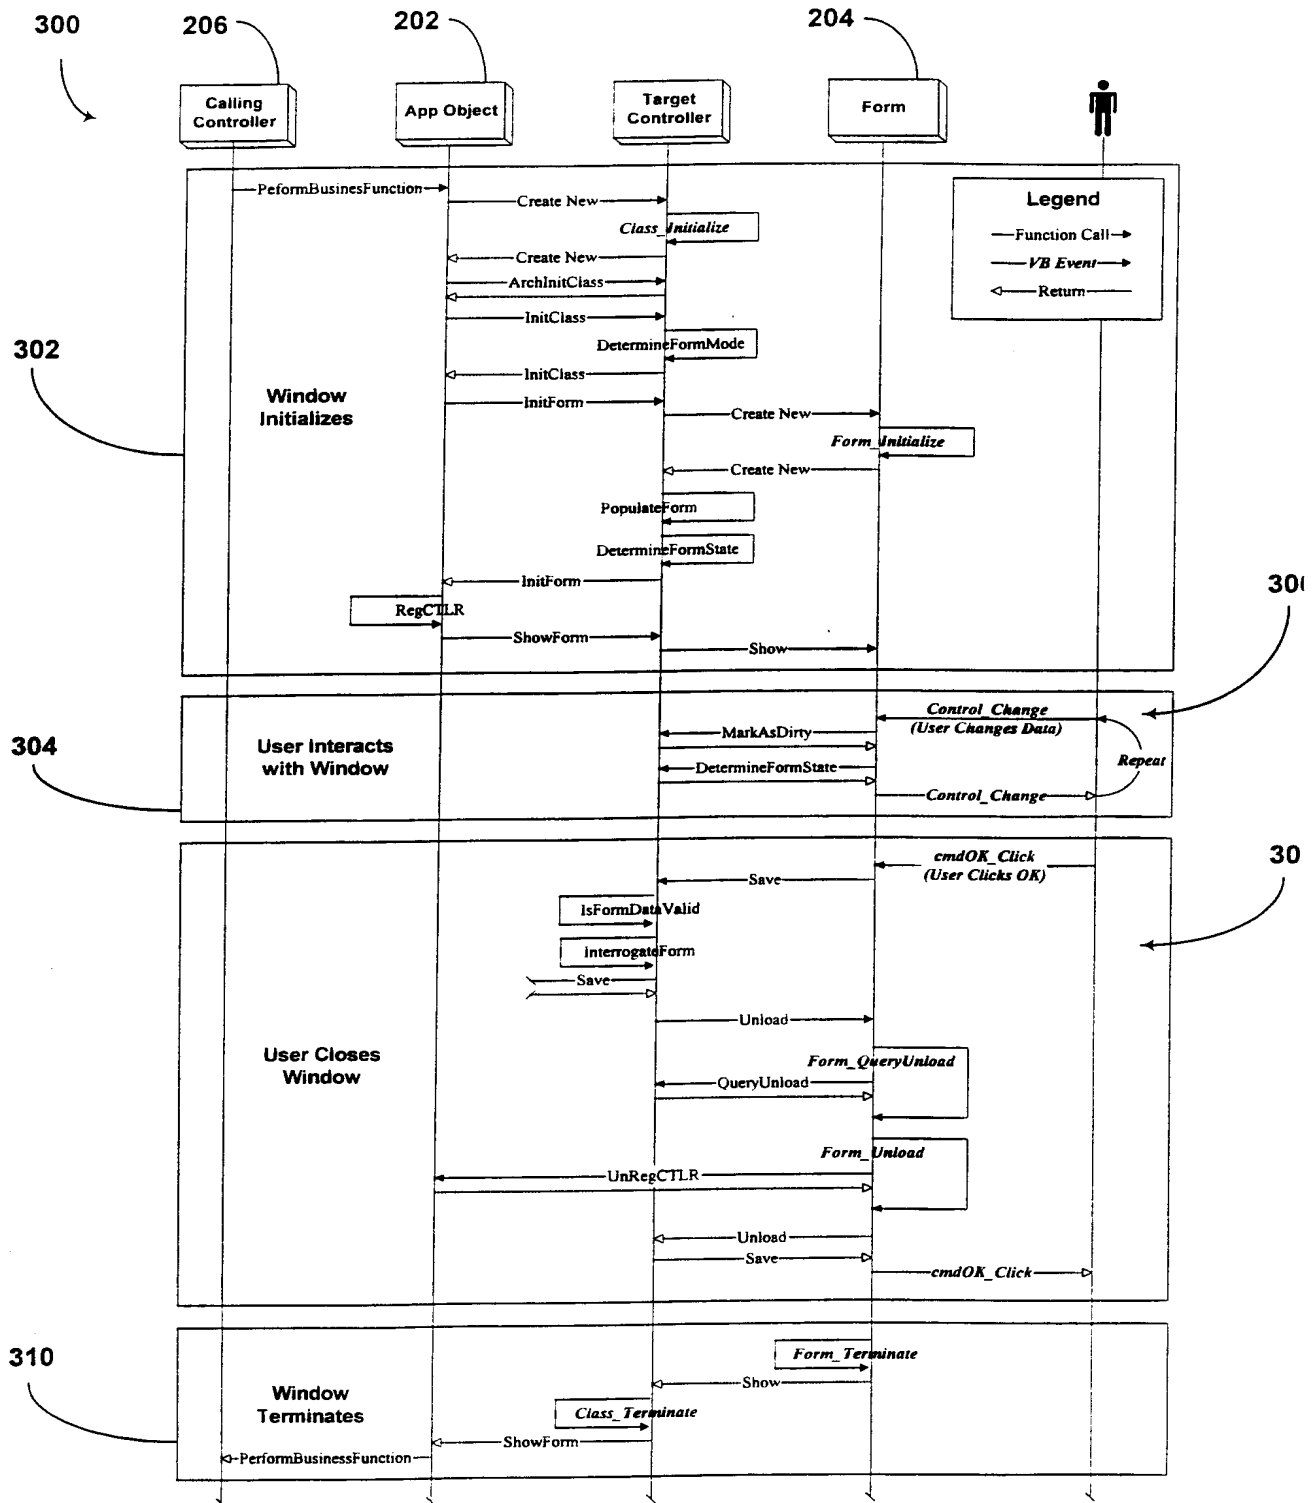 300
206
202
204
Calling
Controller
App Object
Target
Controller
Form
PeformBusinesFunction
Create New
Class_Initialize
Create New
ArchInitClass
InitClass
DetermineFormMode
InitClass
InitForm
Create New
Form_Initialize
Create New
PopulateForm
DetermineFormState
InitForm
RegCTLR
ShowForm
Show
Legend
Function Call
VB Event
Return
302
Window
Initializes
304
User Interacts
with Window
Control_Change
(User Changes Data)
MarkAsDirty
DetermineFormState
Repeat
Control_Change
30
User Closes
Window
cmdOK_Click
(User Clicks OK)
Save
IsFormDataValid
InterrogateForm
Save
Unload
Form_QueryUnload
QueryUnload
Form_Unload
UnRegCTLR
Unload
Save
cmdOK_Click
310
Window
Terminates
Form_Terminate
Show
Class_Terminate
ShowForm
PerformBusinessFunction